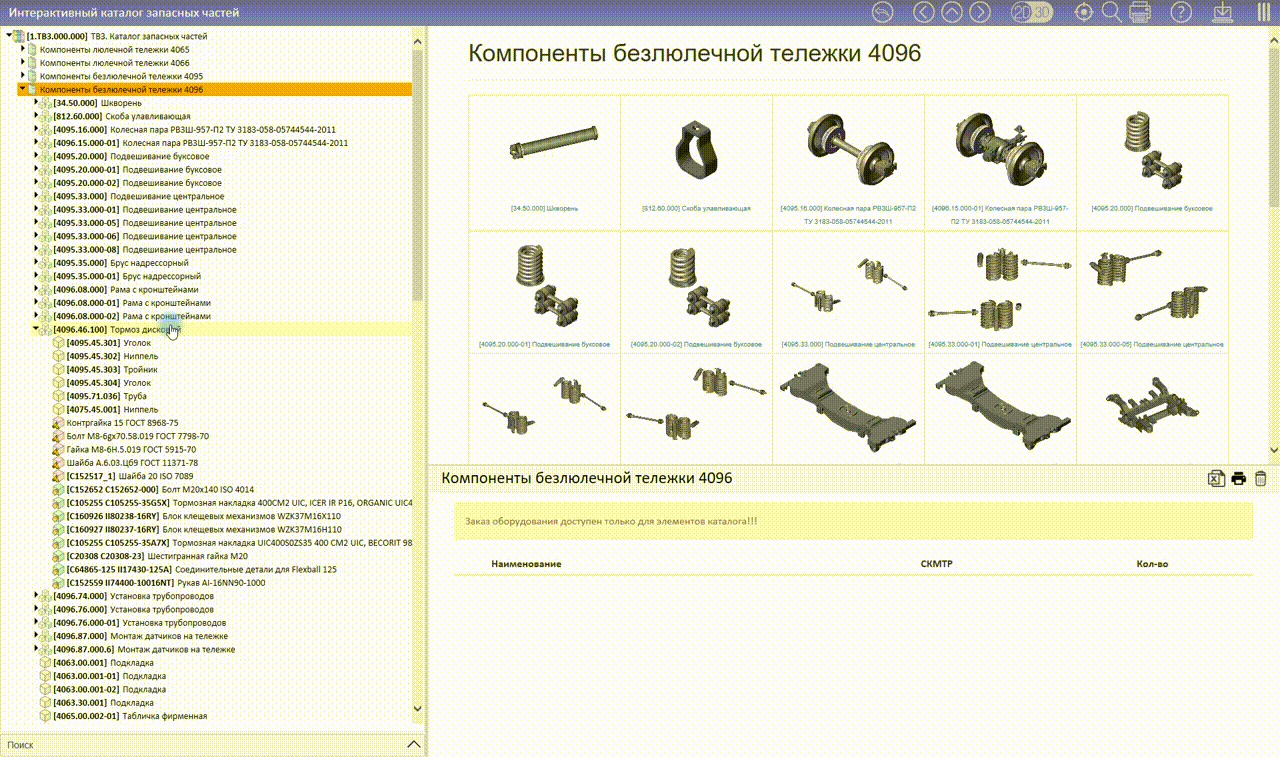 Интерактивный каталог запасных частей
2D 3D
[1.ТВЗ.000.000] ТВЗ. Каталог запасных частей
Компоненты люлечной тележки 4065
Компоненты люлечной тележки 4066
Компоненты безлюлечной тележки 4095
Компоненты безлюлечной тележки 4096
[34.50.000] Шкворень
[812.60.000] Скоба улавливающая
[4095.16.000] Колесная пара РВЗШ-957-П2 ТУ 3183-058-05744544-2011
[4096.15.000-01] Колесная пара РВЗШ-957-П2 ТУ 3183-058-05744544-2011
[4095.20.000] Подвешивание буксовое
[4095.20.000-01] Подвешивание буксовое
[4095.20.000-02] Подвешивание буксовое
[4095.33.000] Подвешивание центральное
[4095.33.000-01] Подвешивание центральное
[4095.33.000-05] Подвешивание центральное
[4095.33.000-06] Подвешивание центральное
[4095.33.000-08] Подвешивание центральное
[4095.35.000] Брус надрессорный
[4095.35.000-01] Брус надрессорный
[4096.08.000] Рама с кронштейнами
[4096.08.000-01] Рама с кронштейнами
[4096.08.000-02] Рама с кронштейнами
[4096.46.100] Тормоз дисковый
[4095.45.301] Уголок
[4095.45.302] Ниппель
[4095.45.303] Тройник
[4095.45.304] Уголок
[4095.71.036] Труба
[4075.45.001] Ниппель
Контргайка 15 ГОСТ 8968-75
Болт М8-6gx70.58.019 ГОСТ 7798-70
Гайка М8-6Н.5.019 ГОСТ 5915-70
Шайба А.6.03.Ц69 ГОСТ 11371-78
[C152517_1] Шайба 20 ISO 7089
[C152652 C152652-000] Болт М20х140 ISO 4014
[C105255 C105255-35G5X] Тормозная накладка 400СМ2 UIC, ICER IR P16, ORGANIC UIC4
[C160926 II80238-16RY] Блок клещевых механизмов WZK37M16X110
[C160927 II80237-16RY] Блок клещевых механизмов WZK37M16H110
[C105255 C105255-35A7X] Тормозная накладка UIC400S0ZS35 400 CM2 UIC, BECORIT 98
[C20308 C20308-23] Шестигранная гайка М20
[C64865-125 II17430-125A] Соединительные детали для Flexball 125
[C152559 II74400-10016NT] Рукав AI-16NN90-1000
[4096.74.000] Установка трубопроводов
[4096.76.000] Установка трубопроводов
[4096.76.000-01] Установка трубопроводов
[4096.87.000] Монтаж датчиков на тележке
[4096.87.000.6] Монтаж датчиков на тележке
[4063.00.001] Подкладка
[4063.00.001-01] Подкладка
[4063.00.001-02] Подкладка
[4063.30.001] Подкладка
[4065.00.002-01] Табличка фирменная
Поиск
Компоненты безлюлечной тележки 4096
[34.50.000] Шкворень
[812.60.000] Скоба улавливающая
[4095.16.000] Колесная пара РВЗШ-957-П2
ТУ 3183-058-05744544-2011
[4096.15.000-01] Колесная пара РВЗШ-957-
П2 ТУ 3183-058-05744544-2011
[4095.20.000] Подвешивание буксовое
[4095.20.000-01] Подвешивание буксовое
[4095.20.000-02] Подвешивание буксовое
[4095.33.000] Подвешивание центральное
[4095.33.000-01] Подвешивание центральное
[4095.33.000-05] Подвешивание центральное
Компоненты безлюлечной тележки 4096
Заказ оборудования доступен только для элементов каталога!!!
Наименование
СКМТР
Кол-во